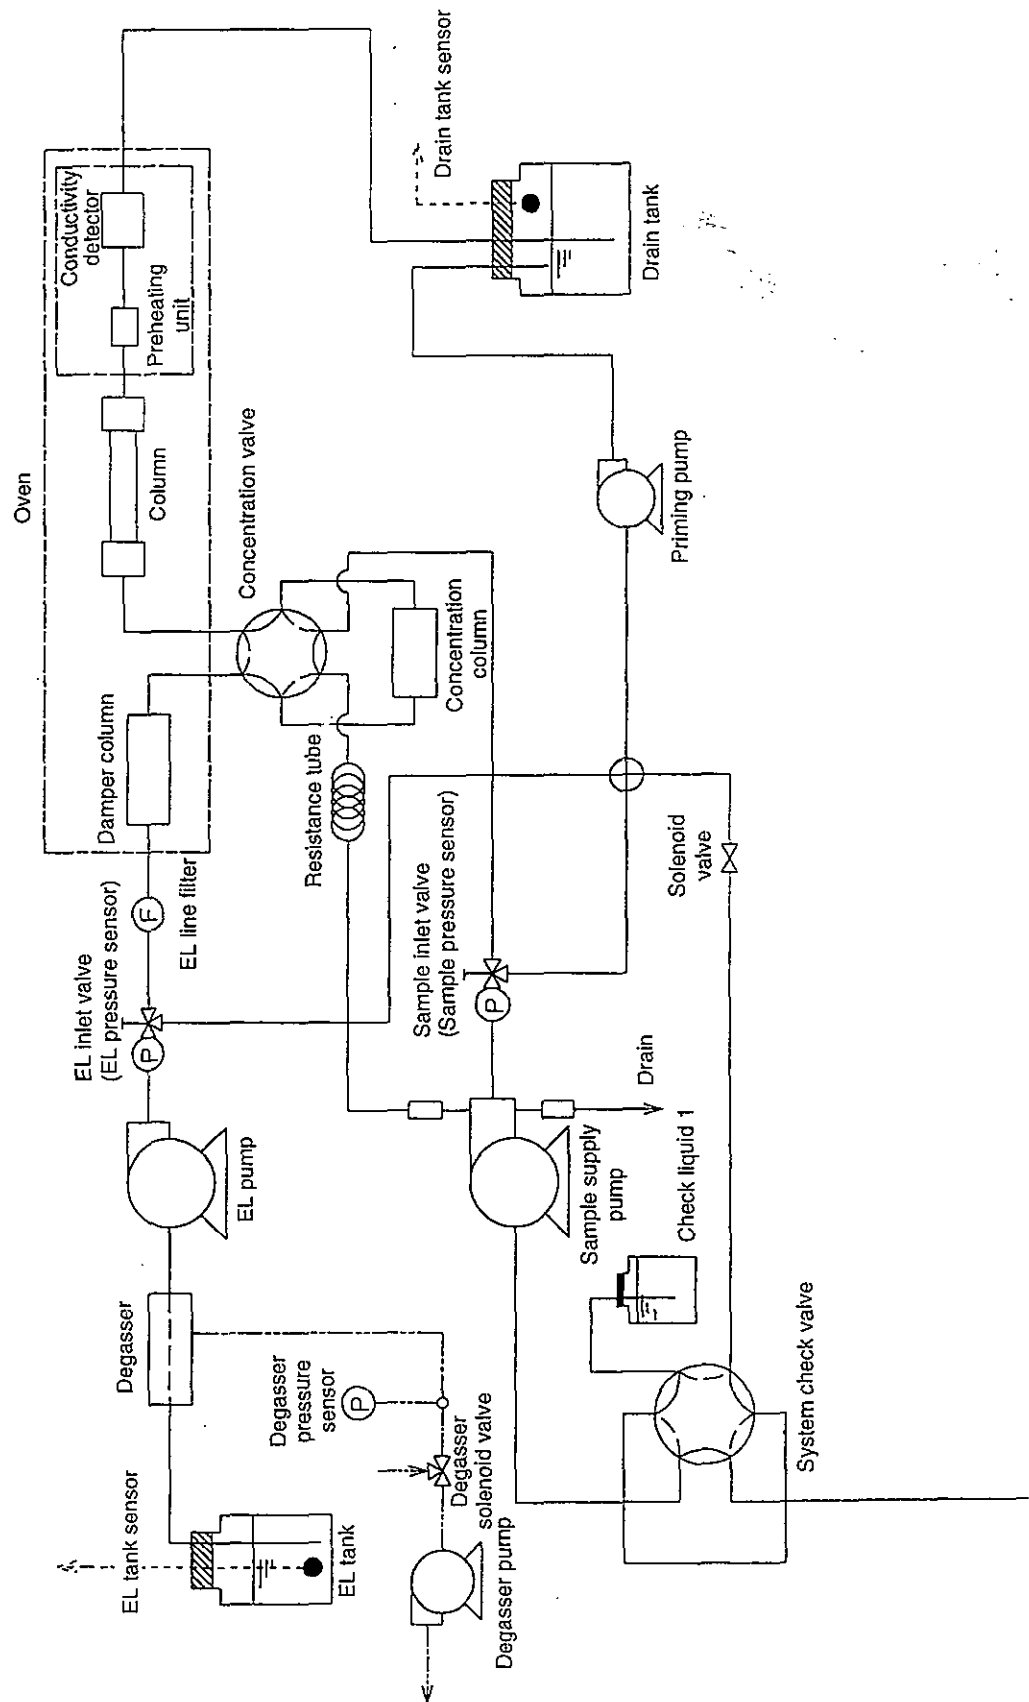 Oven
Conductivity
detector
Preheating
unit
Column
Damper column
EL line filter
F
EL inlet valve
(EL pressure sensor)
P
EL pump
Degasser
EL tank sensor
EL tank
Drain tank sensor
Drain tank
Concentration valve
Concentration
column
Resistance tube
Sample inlet valve
(Sample pressure sensor)
P
Priming pump
Solenoid
valve
Drain
Check liquid 1
Sample supply
pump
Degasser
pressure
sensor
P
Degasser
solenoid valve
Degasser pump
System check valve